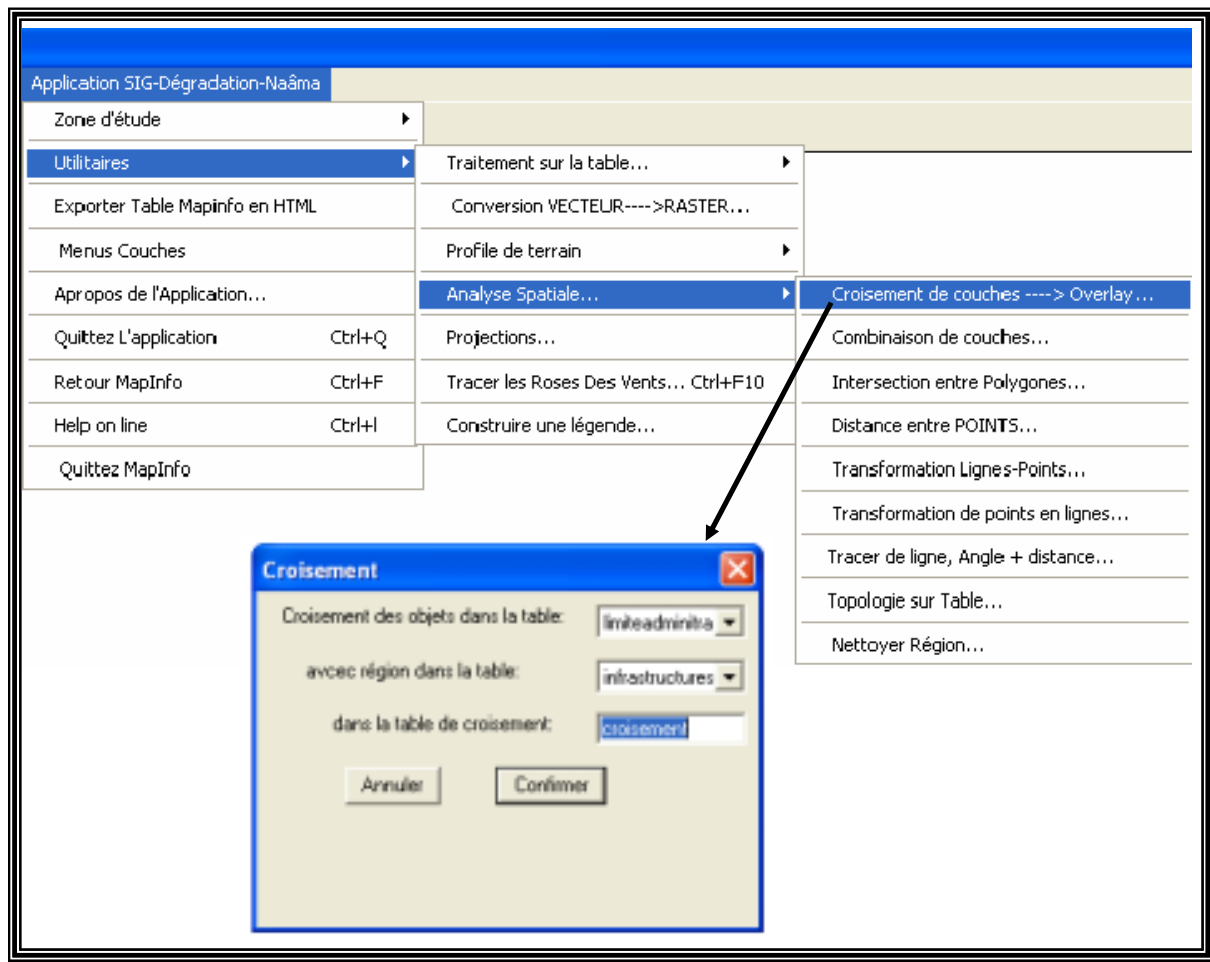 Application SIG-Dégradation-Naâma
Zone d'étude
Utilitaires
Exporter Table Mapinfo en HTML
Menus Couches
Apropos de l'Application...
Quittez L'application Ctrl+Q
Retour MapInfo Ctrl+F
Help on line Ctrl+I
Quittez MapInfo
Traitement sur la table...
Conversion VECTEUR---->RASTER...
Profile de terrain
Analyse Spatiale...
Projections...
Tracer les Roses Des Vents... Ctrl+F10
Construire une légende...
Croisement de couches ----> Overlay...
Combinaison de couches...
Intersection entre Polygones...
Distance entre POINTS...
Transformation Lignes-Points...
Transformation de points en lignes...
Tracer de ligne, Angle + distance...
Topologie sur Table...
Nettoyer Région...
Croisement
Croisement des objets dans la table: limiteadminitra
avcec région dans la table: infrastructures
dans la table de croisement: croisement
Annuler Confirmer